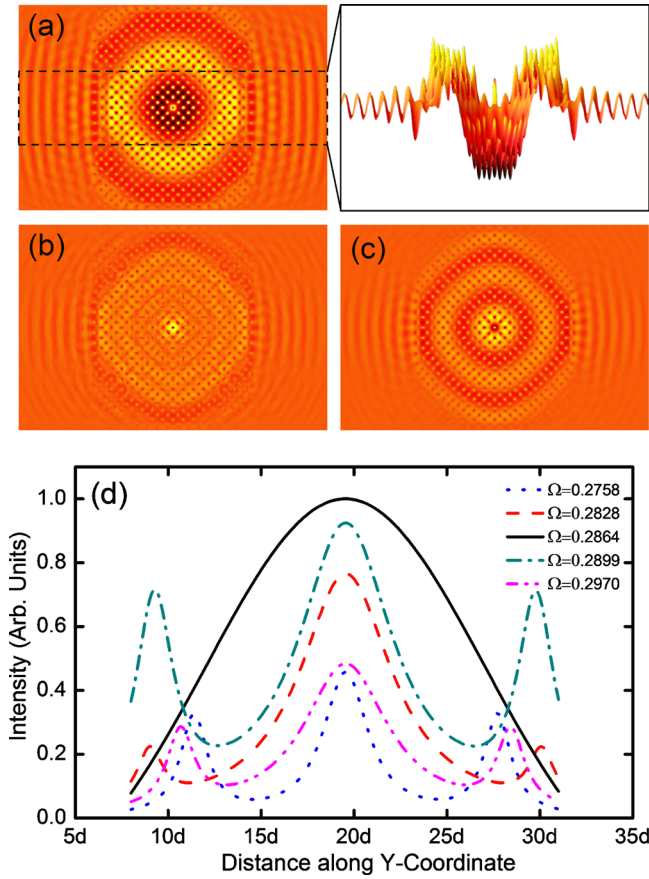 (a)
(b)
(c)
(d)
Intensity (Arb. Units)
1.0
0.8
0.6
0.4
0.2
0.0
Ω=0.2758
Ω=0.2828
Ω=0.2864
Ω=0.2899
Ω=0.2970
5d 10d 15d 20d 25d 30d 35d
Distance along Y-Coordinate